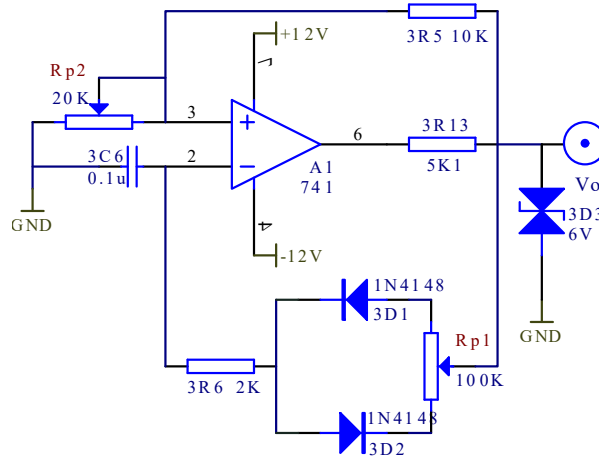 +12V
3R5 10K
Rp2
20K
7
3
6
3R13
2
3C6
0.1u
A1
741
5K1
Vo
3D3
6V
GND
4
-12V
1N4148
3D1
GND
Rp1
100K
3R6 2K
1N4148
3D2